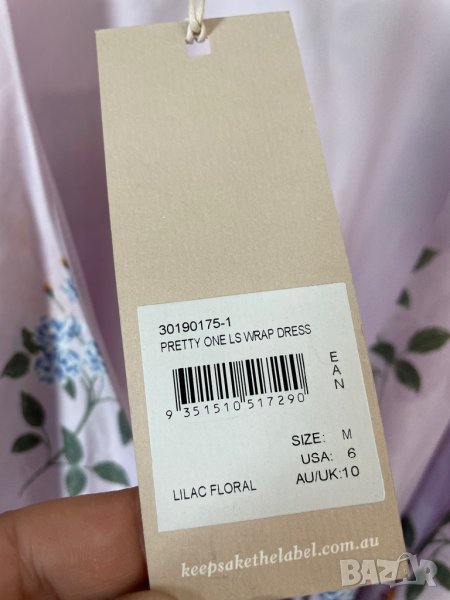 30190175-1
PRETTY ONE LS WRAP DRESS
EAN
9 351510 517290
SIZE: M
USA: 6
LILAC FLORAL AU/UK:10
keepsakethelabel.com.au
BAZAR